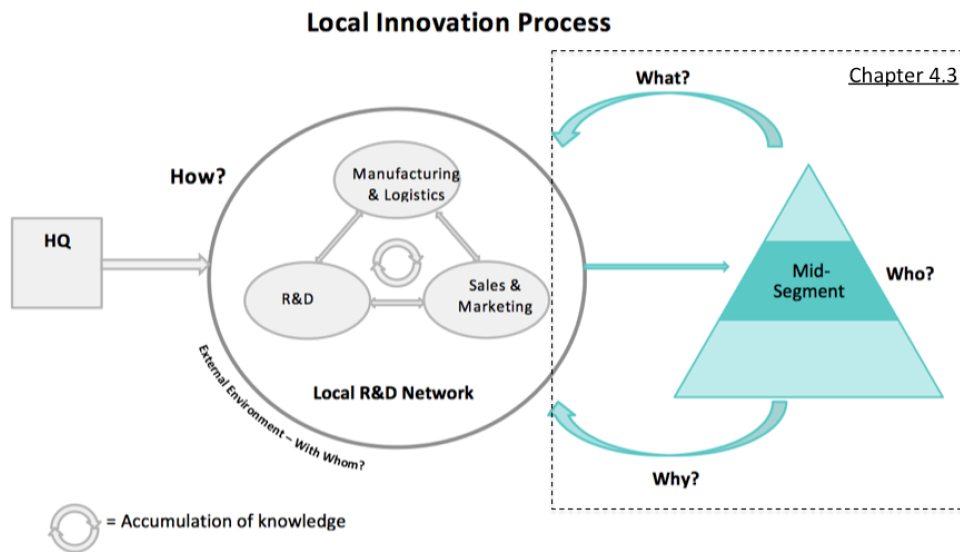 Local Innovation Process
What?
Chapter 4.3
How?
Manufacturing
& Logistics
HQ
R&D
Sales &
Marketing
Mid-
Segment
Who?
Local R&D Network
External Environment – With Whom?
Why?
= Accumulation of knowledge